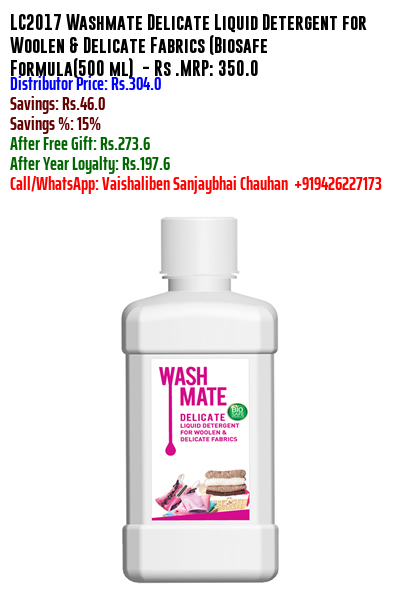 LC2017 Washmate Delicate Liquid Detergent for
Woolen & Delicate Fabrics (Biosafe
Formula(500 ml)  - Rs .MRP: 350.0
Distributor Price: Rs.304.0
Savings: Rs.46.0
Savings %: 15%
After Free Gift: Rs.273.6
After Year Loyalty: Rs.197.6
Call/WhatsApp: Vaishaliben Sanjaybhai Chauhan  +919426227173
WASH
MATE
DELICATE
Bio
SAFE
LIQUID DETERGENT
FOR WOOLEN &
DELICATE FABRICS